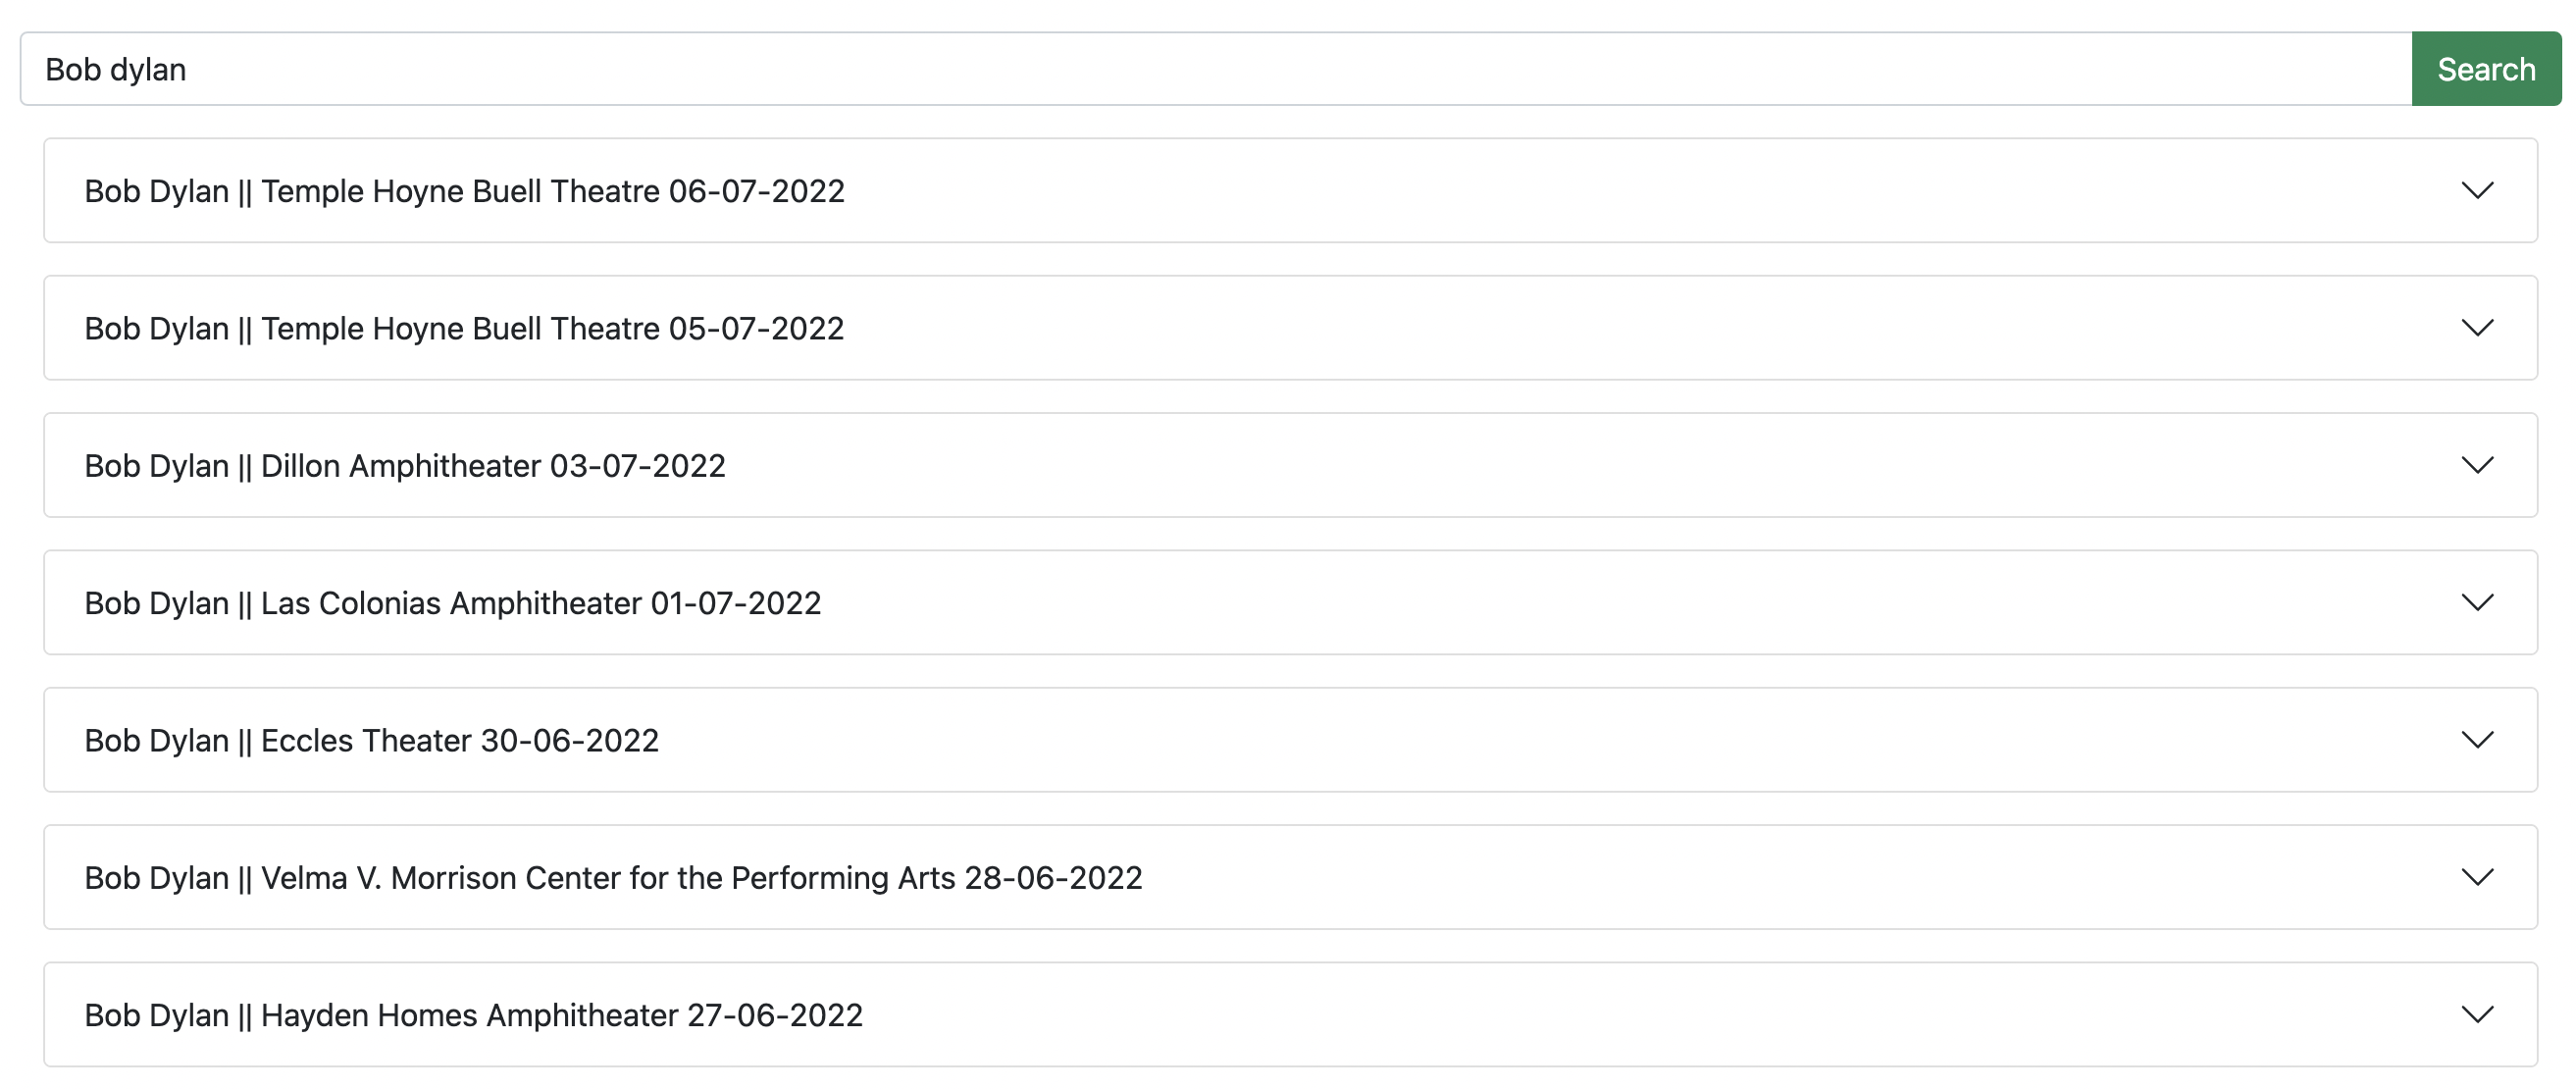 Bob dylan
Search
Bob Dylan || Temple Hoyne Buell Theatre 06-07-2022
Bob Dylan || Temple Hoyne Buell Theatre 05-07-2022
Bob Dylan || Dillon Amphitheater 03-07-2022
Bob Dylan || Las Colonias Amphitheater 01-07-2022
Bob Dylan || Eccles Theater 30-06-2022
Bob Dylan || Velma V. Morrison Center for the Performing Arts 28-06-2022
Bob Dylan || Hayden Homes Amphitheater 27-06-2022